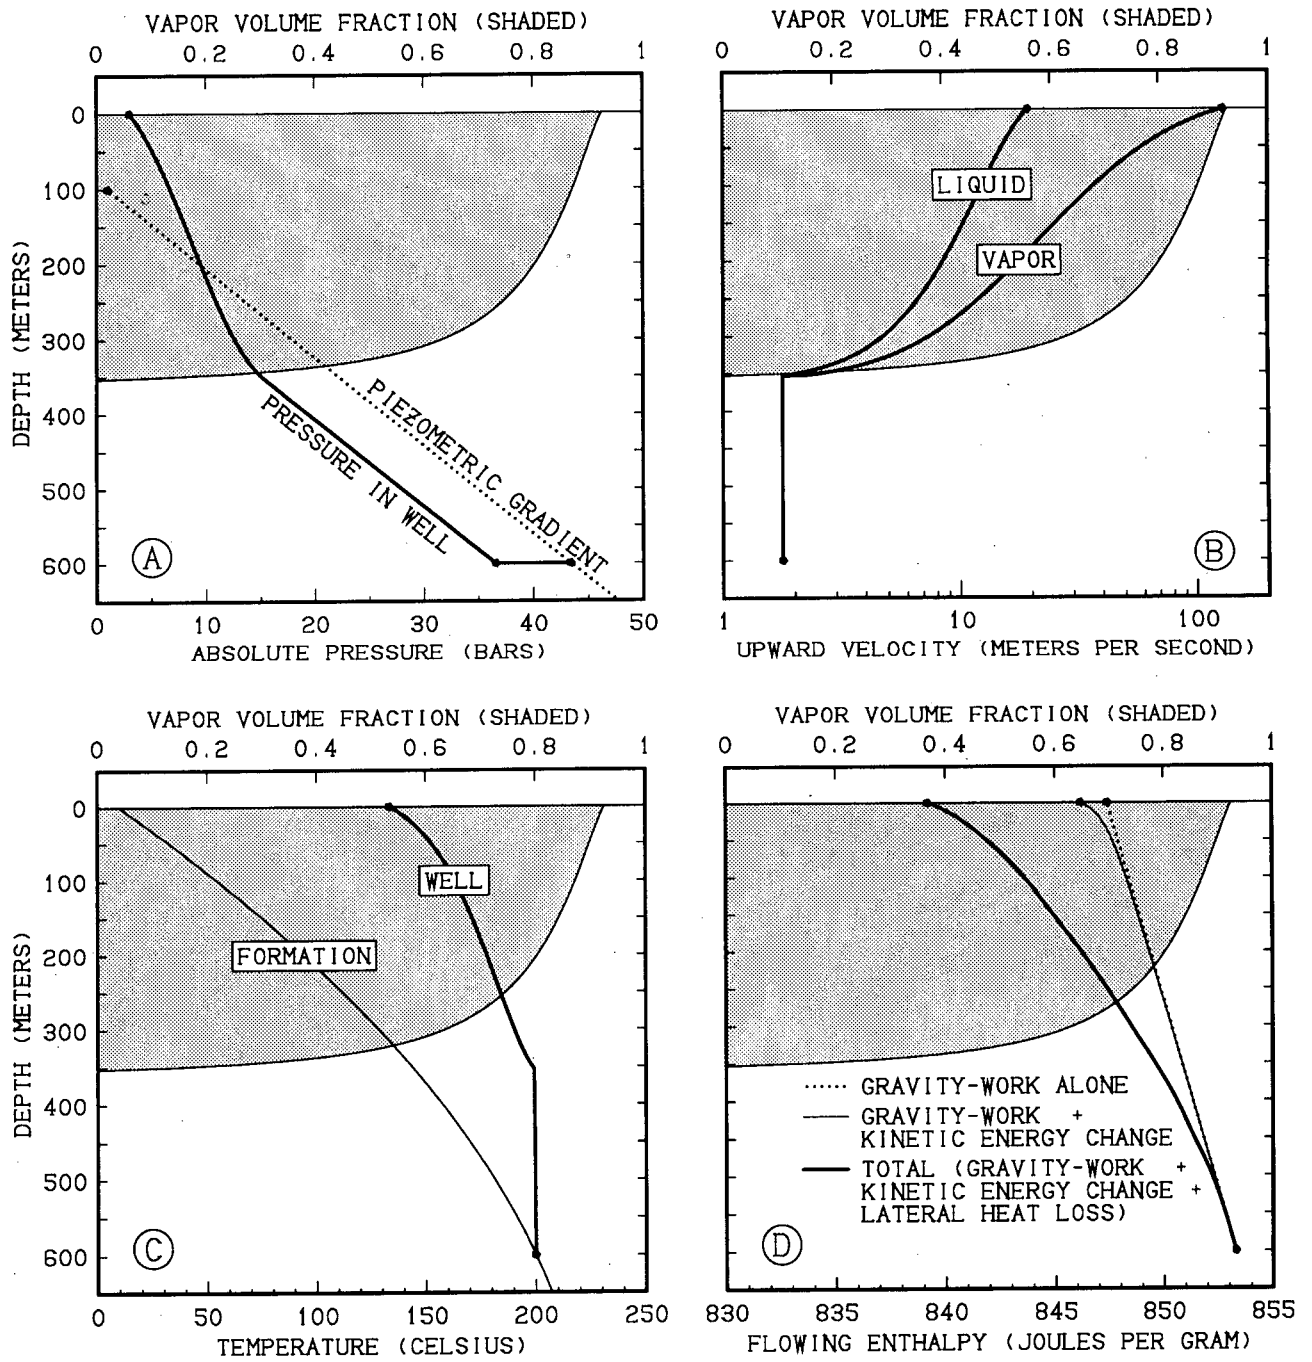 VAPOR VOLUME FRACTION (SHADED)
0 0.2 0.4 0.6 0.8 1
DEPTH (METERS)
0
100
200
300
400
500
600
PIEZOMETRIC GRADIENT
PRESSURE IN WELL
A
0 10 20 30 40 50
ABSOLUTE PRESSURE (BARS)
VAPOR VOLUME FRACTION (SHADED)
0 0.2 0.4 0.6 0.8 1
LIQUID
VAPOR
B
1 10 100
UPWARD VELOCITY (METERS PER SECOND)
VAPOR VOLUME FRACTION (SHADED)
0 0.2 0.4 0.6 0.8 1
DEPTH (METERS)
0
100
200
300
400
500
600
WELL
FORMATION
C
0 50 100 150 200 250
TEMPERATURE (CELSIUS)
VAPOR VOLUME FRACTION (SHADED)
0 0.2 0.4 0.6 0.8 1
GRAVITY-WORK ALONE
GRAVITY-WORK +
KINETIC ENERGY CHANGE
TOTAL (GRAVITY-WORK +
KINETIC ENERGY CHANGE +
LATERAL HEAT LOSS)
D
830 835 840 845 850 855
FLOWING ENTHALPY (JOULES PER GRAM)